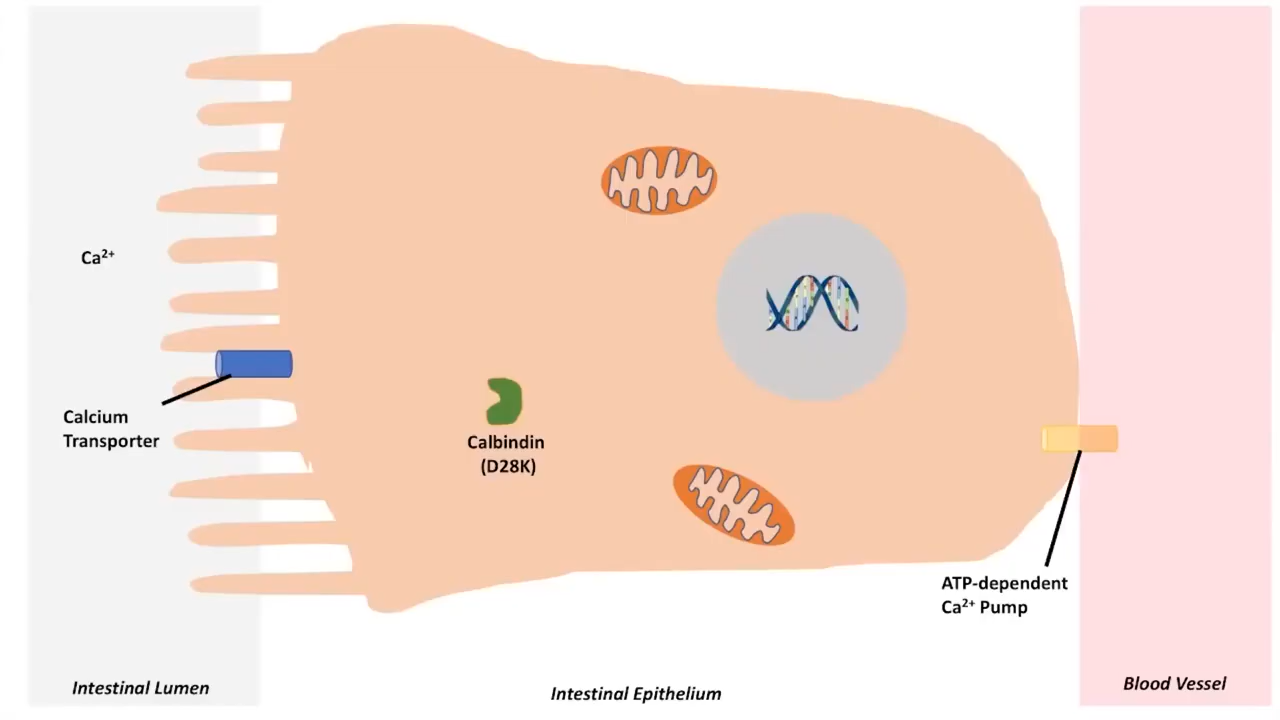 Ca²⁺
Calcium
Transporter
Calbindin
(D28K)
ATP-dependent
Ca²⁺ Pump
Intestinal Lumen
Intestinal Epithelium
Blood Vessel